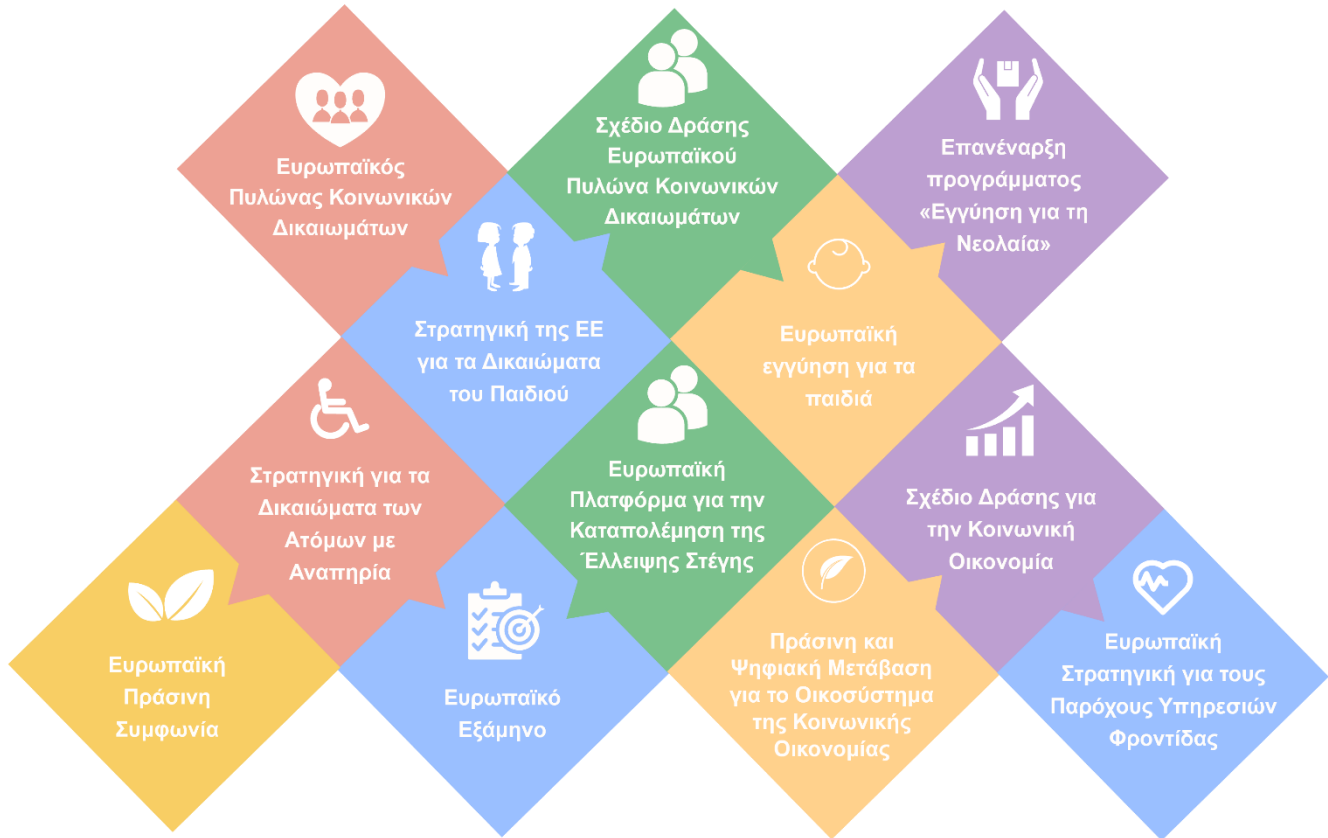 Ευρωπαϊκός
Πυλώνας Κοινωνικών
Δικαιωμάτων
Σχέδιο Δράσης
Ευρωπαϊκού
Πυλώνα Κοινωνικών
Δικαιωμάτων
Επανέναρξη
προγράμματος
«Εγγύηση για τη
Νεολαία»
Στρατηγική της ΕΕ
για τα Δικαιώματα
του Παιδιού
Ευρωπαϊκή
εγγύηση για τα
παιδιά
Στρατηγική για τα
Δικαιώματα των
Ατόμων με
Αναπηρία
Ευρωπαϊκή
Πλατφόρμα για την
Καταπολέμηση της
Έλλειψης Στέγης
Σχέδιο Δράσης για
την Κοινωνική
Οικονομία
Ευρωπαϊκή
Πράσινη
Συμφωνία
Ευρωπαϊκό
Εξάμηνο
Πράσινη και
Ψηφιακή Μετάβαση
για το Οικοσύστημα
της Κοινωνικής
Οικονομίας
Ευρωπαϊκή
Στρατηγική για τους
Παρόχους Υπηρεσιών
Φροντίδας